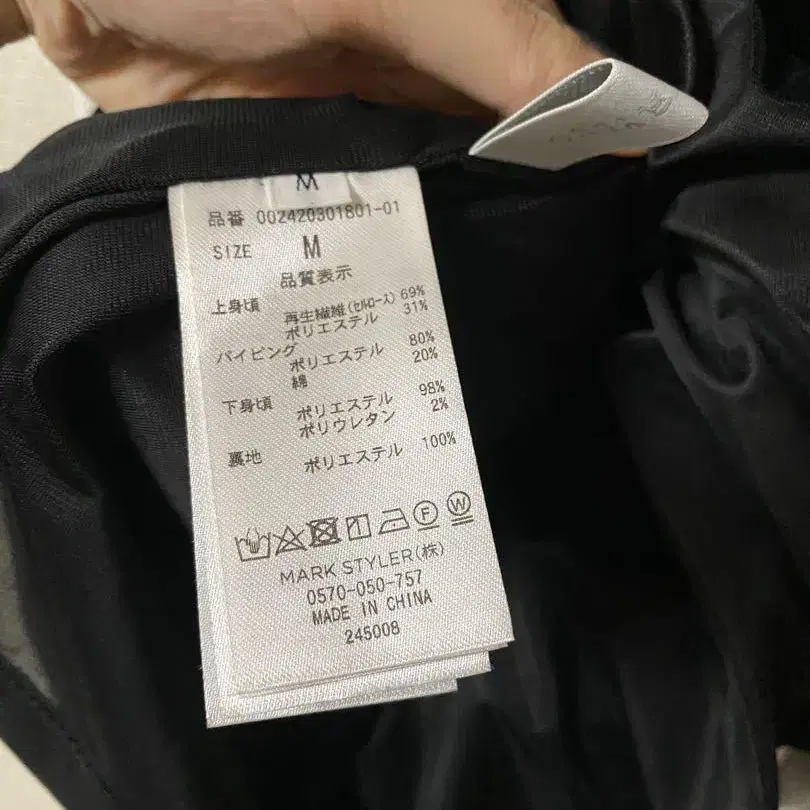 M
品番 002420301801-01
SIZE M
品質表示
上身頃 再生繊維(セルロース) 69%
ポリエステル 31%
パイピング ポリエステル 80%
綿 20%
下身頃 ポリエステル 98%
ポリウレタン 2%
裏地 ポリエステル 100%
F W
MARK STYLER(株)
0570-050-757
MADE IN CHINA
245008